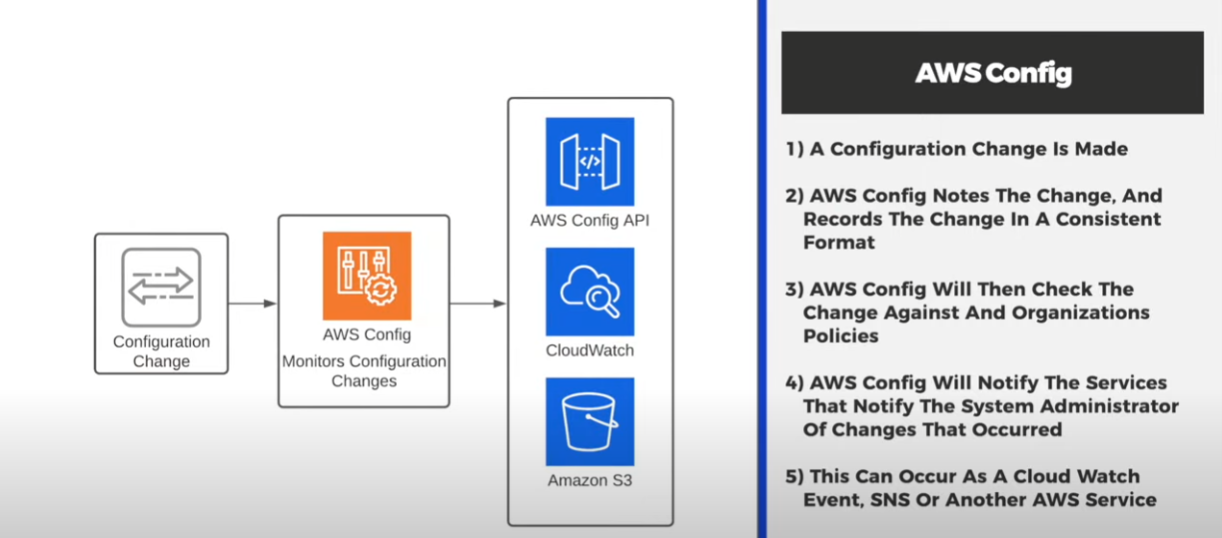 Configuration
Change
AWS Config
Monitors Configuration
Changes
</>
AWS Config API
CloudWatch
Amazon S3
AWS Config
1) A Configuration Change Is Made
2) AWS Config Notes The Change, And
Records The Change In A Consistent
Format
3) AWS Config Will Then Check The
Change Against And Organizations
Policies
4) AWS Config Will Notify The Services
That Notify The System Administrator
Of Changes That Occurred
5) This Can Occur As A Cloud Watch
Event, SNS Or Another AWS Service